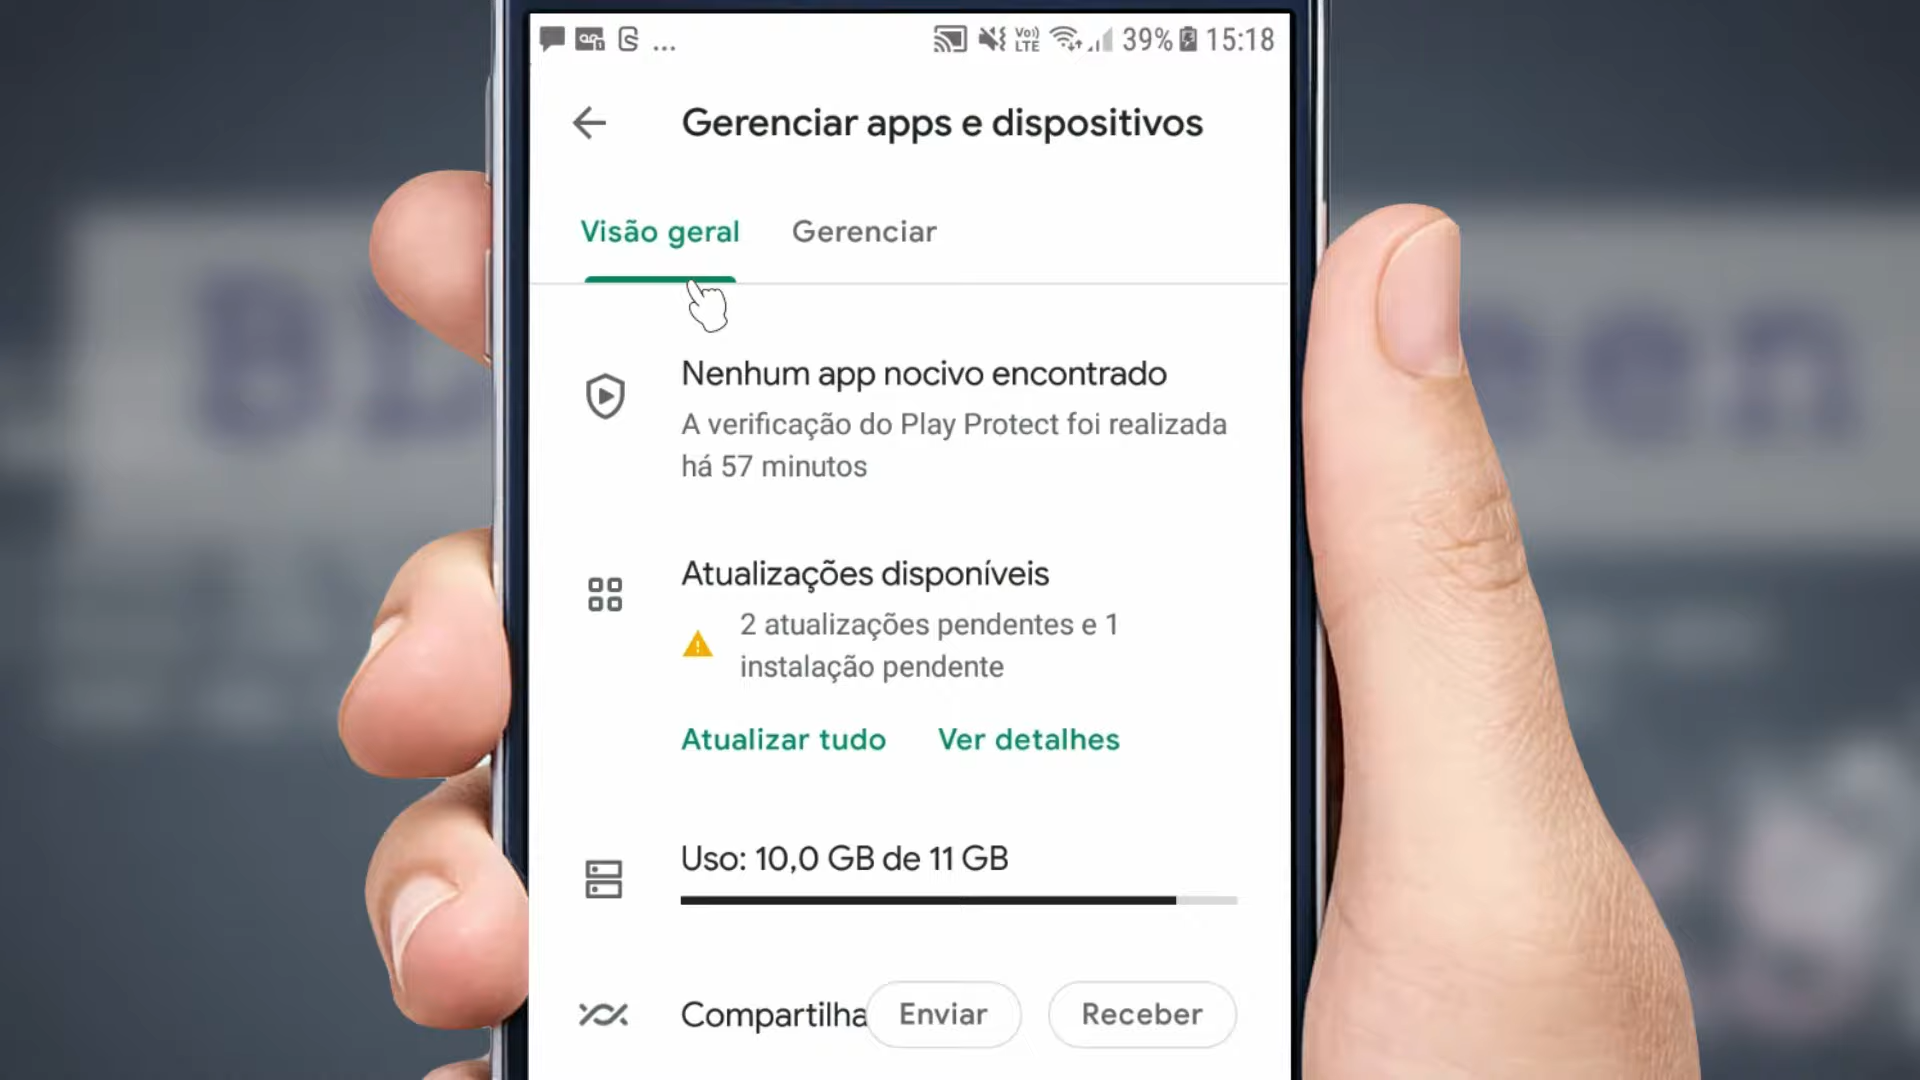 ... Vo)) LTE 39% 15:18
Gerenciar apps e dispositivos
Visão geral Gerenciar
Nenhum app nocivo encontrado
A verificação do Play Protect foi realizada
há 57 minutos
Atualizações disponíveis
2 atualizações pendentes e 1
instalação pendente
Atualizar tudo Ver detalhes
Uso: 10,0 GB de 11 GB
Compartilha Enviar Receber